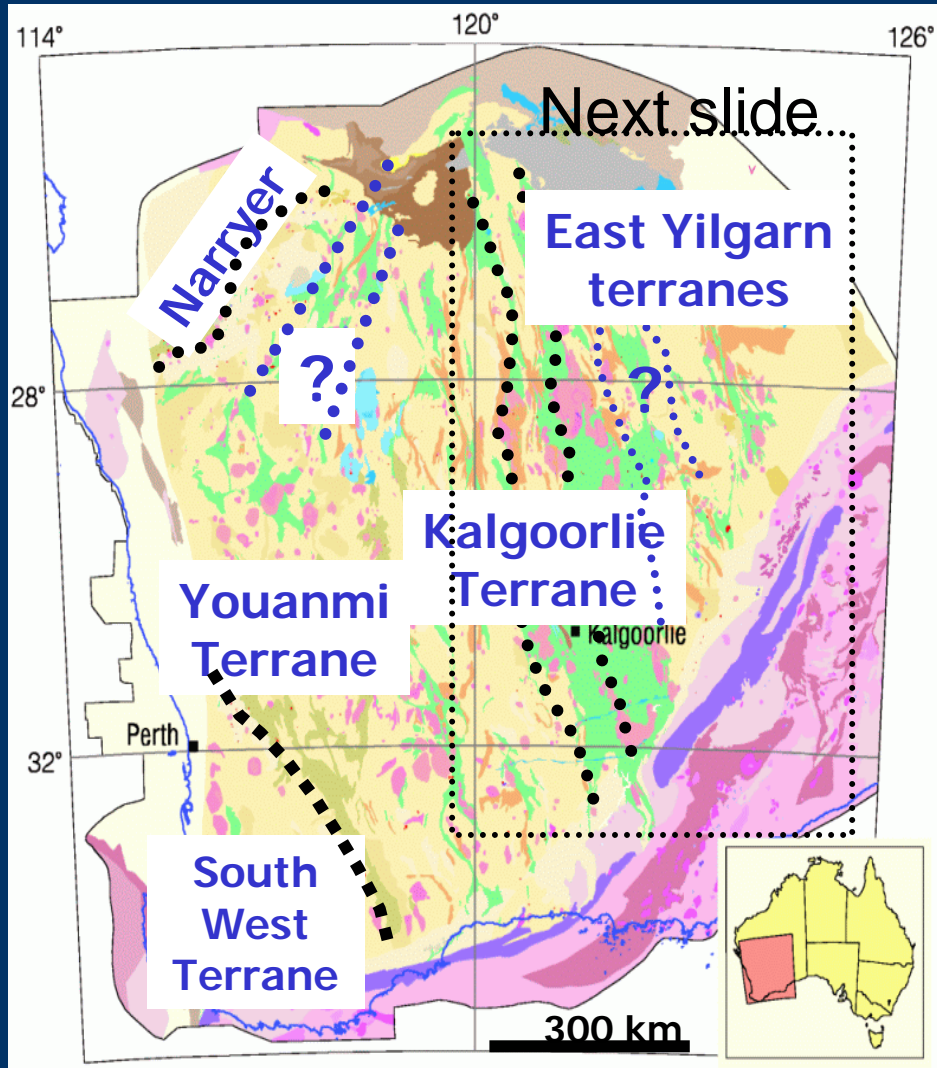 114°
120°
126°
Next slide
Narryer
East Yilgarn
terranes
?
?
28°
Kalgoorlie
Terrane
Kalgoorlie
Youanmi
Terrane
Perth
32°
South
West
Terrane
300 km